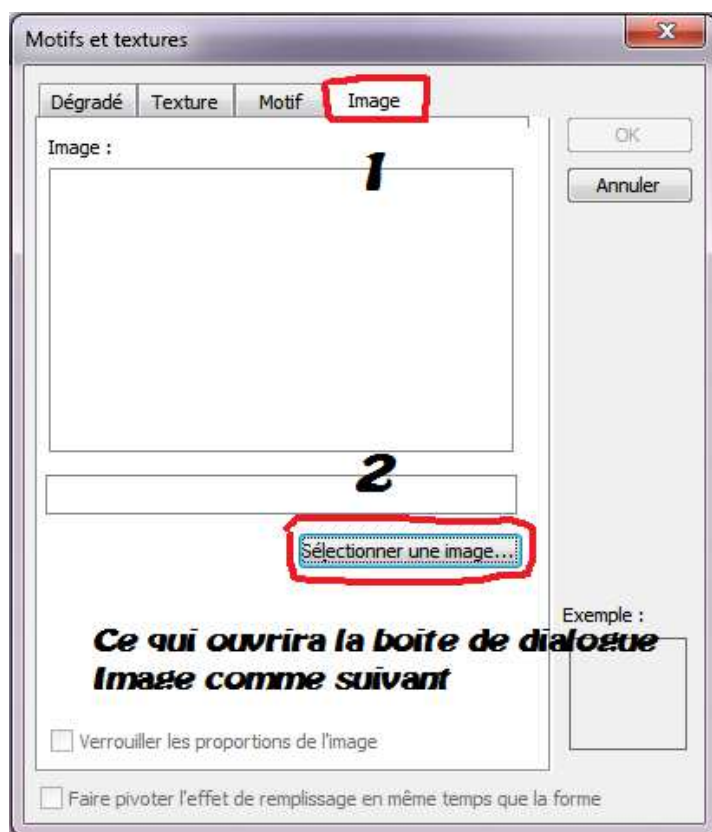 Motifs et textures
Dégradé Texture Motif Image
OK
Image :
1
Annuler
2
Sélectionner une image...
Exemple :
Ce qui ouvrira la boite de dialogue
Image comme suivant
Verrouiller les proportions de l'image
Faire pivoter l'effet de remplissage en même temps que la forme